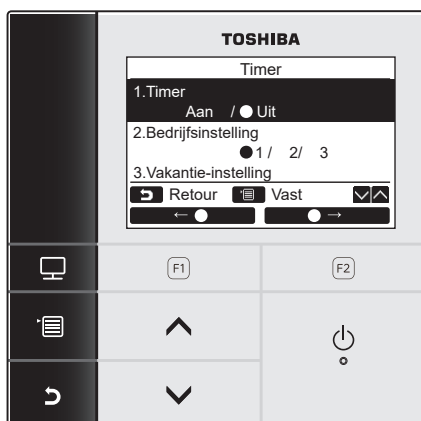 TOSHIBA
Timer
1.Timer
Aan / Uit
2.Bedrijfsinstelling
1 / 2/ 3
3.Vakantie-instelling
Retour Vast
← →
F1 F2